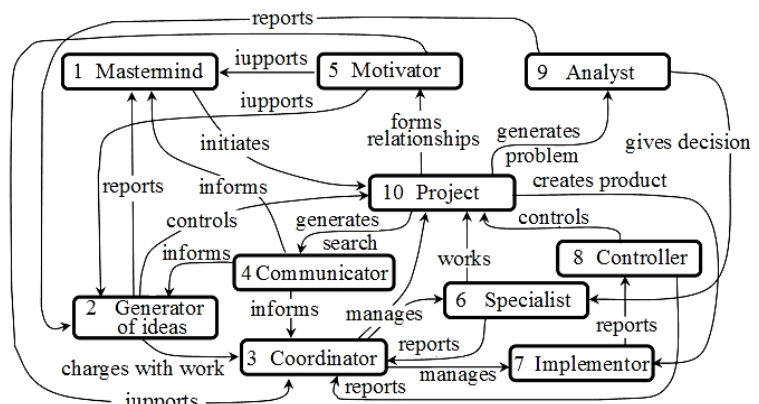 reports
1 Mastermind
iupports
5 Motivator
9 Analyst
iupports
initiates
forms
relationships
generates
problem
gives decision
reports
informs
10 Project
creates product
controls
generates
search
controls
informs
4 Communicator
works
8 Controller
2 Generator
of ideas
informs
manages
6 Specialist
charges with work
3 Coordinator
reports
manages
7 Implementor
reports
iupports
reports